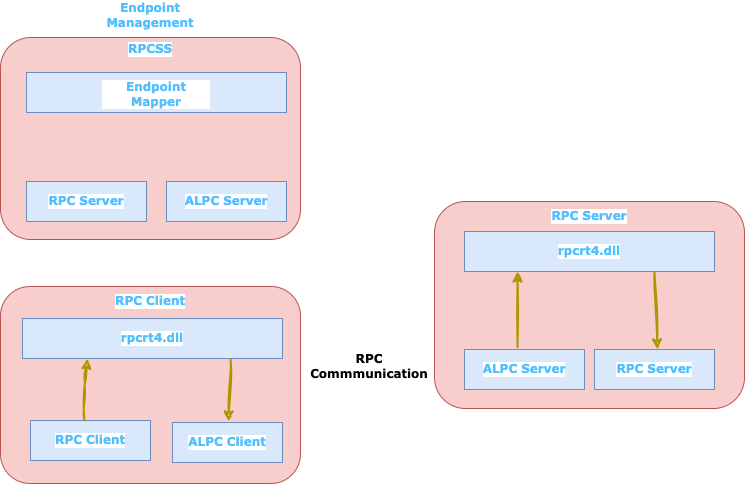 Endpoint
Management
RPCSS
Endpoint
Mapper
RPC Server
ALPC Server
RPC Client
rpcrt4.dll
RPC Client
ALPC Client
RPC
Commmunication
RPC Server
rpcrt4.dll
ALPC Server
RPC Server